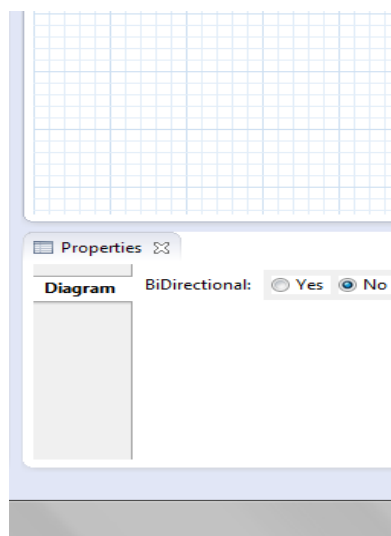 Properties
Diagram
BiDirectional: Yes No